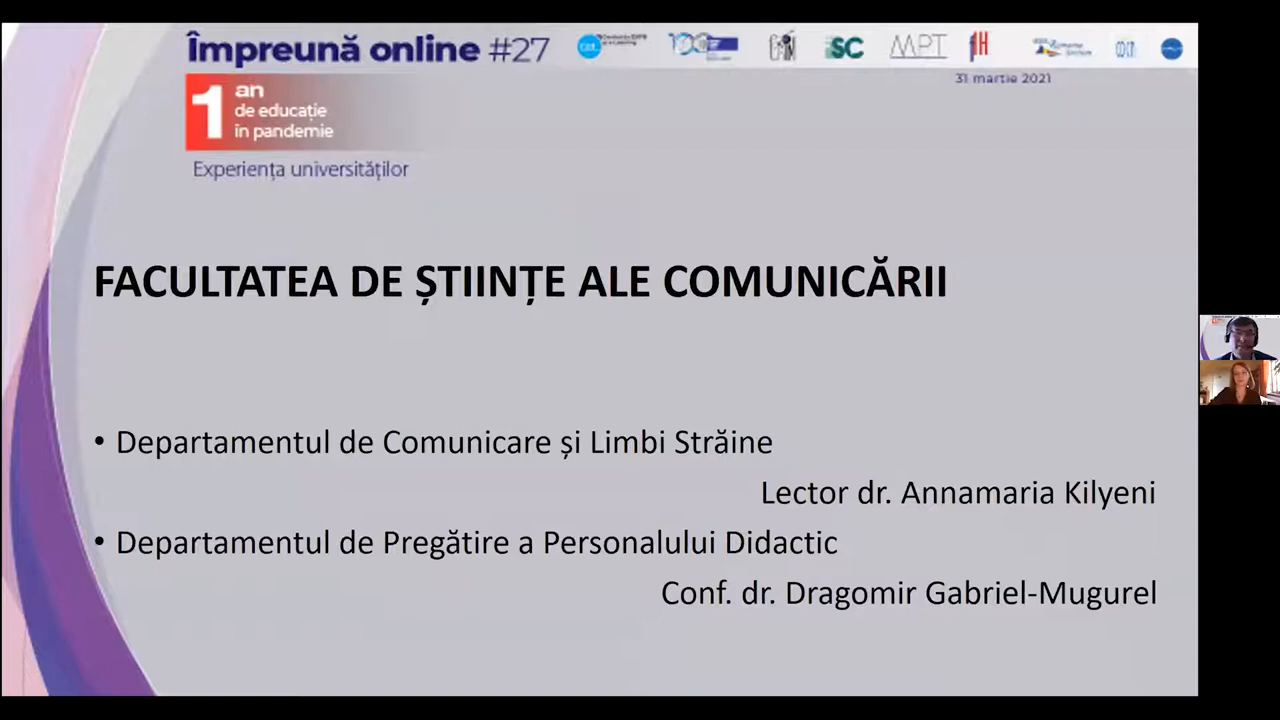 Împreună online #27
31 martie 2021
1 an
de educație
în pandemie
Experiența universităților
SC
MPT
FACULTATEA DE ȘTIINȚE ALE COMUNICĂRII
• Departamentul de Comunicare și Limbi Străine
Lector dr. Annamaria Kilyeni
• Departamentul de Pregătire a Personalului Didactic
Conf. dr. Dragomir Gabriel-Mugurel